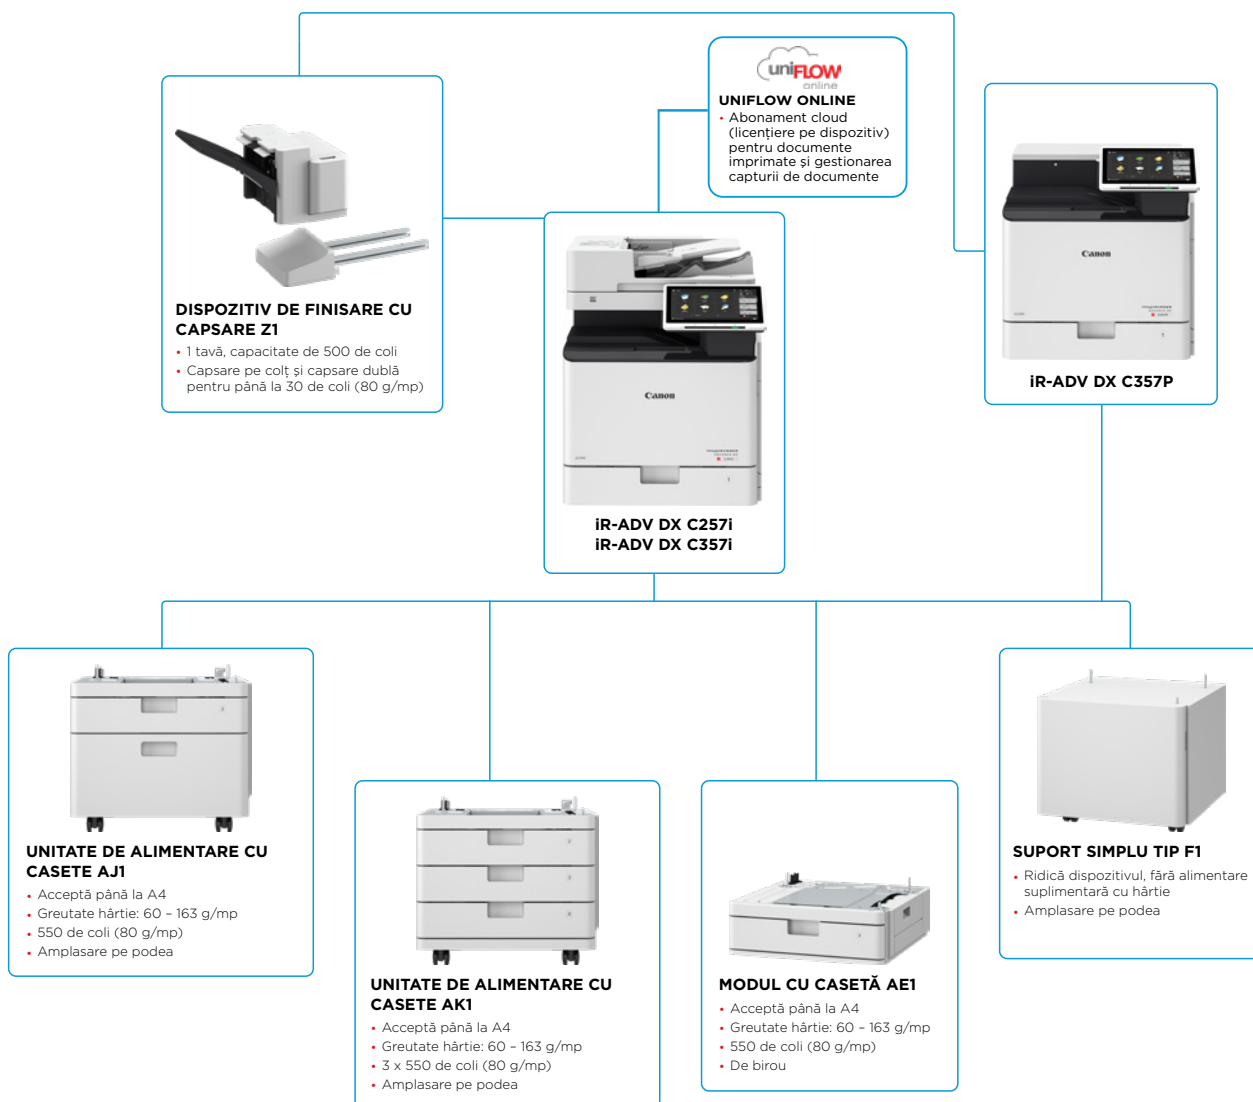 uniFLOW
online
UNIFLOW ONLINE
• Abonament cloud
(licențiere pe dispozitiv)
pentru documente
imprimate și gestionarea
capturii de documente
DISPOZITIV DE FINISARE CU
CAPSARE Z1
• 1 tavă, capacitate de 500 de coli
• Capsare pe colț și capsare dublă
pentru până la 30 de coli (80 g/mp)
Canon
iR-ADV DX C257i
iR-ADV DX C357i
Canon
iR-ADV DX C357P
UNITATE DE ALIMENTARE CU
CASETE AJ1
• Acceptă până la A4
• Greutate hârtie: 60 – 163 g/mp
• 550 de coli (80 g/mp)
• Amplasare pe podea
UNITATE DE ALIMENTARE CU
CASETE AK1
• Acceptă până la A4
• Greutate hârtie: 60 – 163 g/mp
• 3 x 550 de coli (80 g/mp)
• Amplasare pe podea
MODUL CU CASETĂ AE1
• Acceptă până la A4
• Greutate hârtie: 60 – 163 g/mp
• 550 de coli (80 g/mp)
• De birou
SUPORT SIMPLU TIP F1
• Ridică dispozitivul, fără alimentare
suplimentară cu hârtie
• Amplasare pe podea